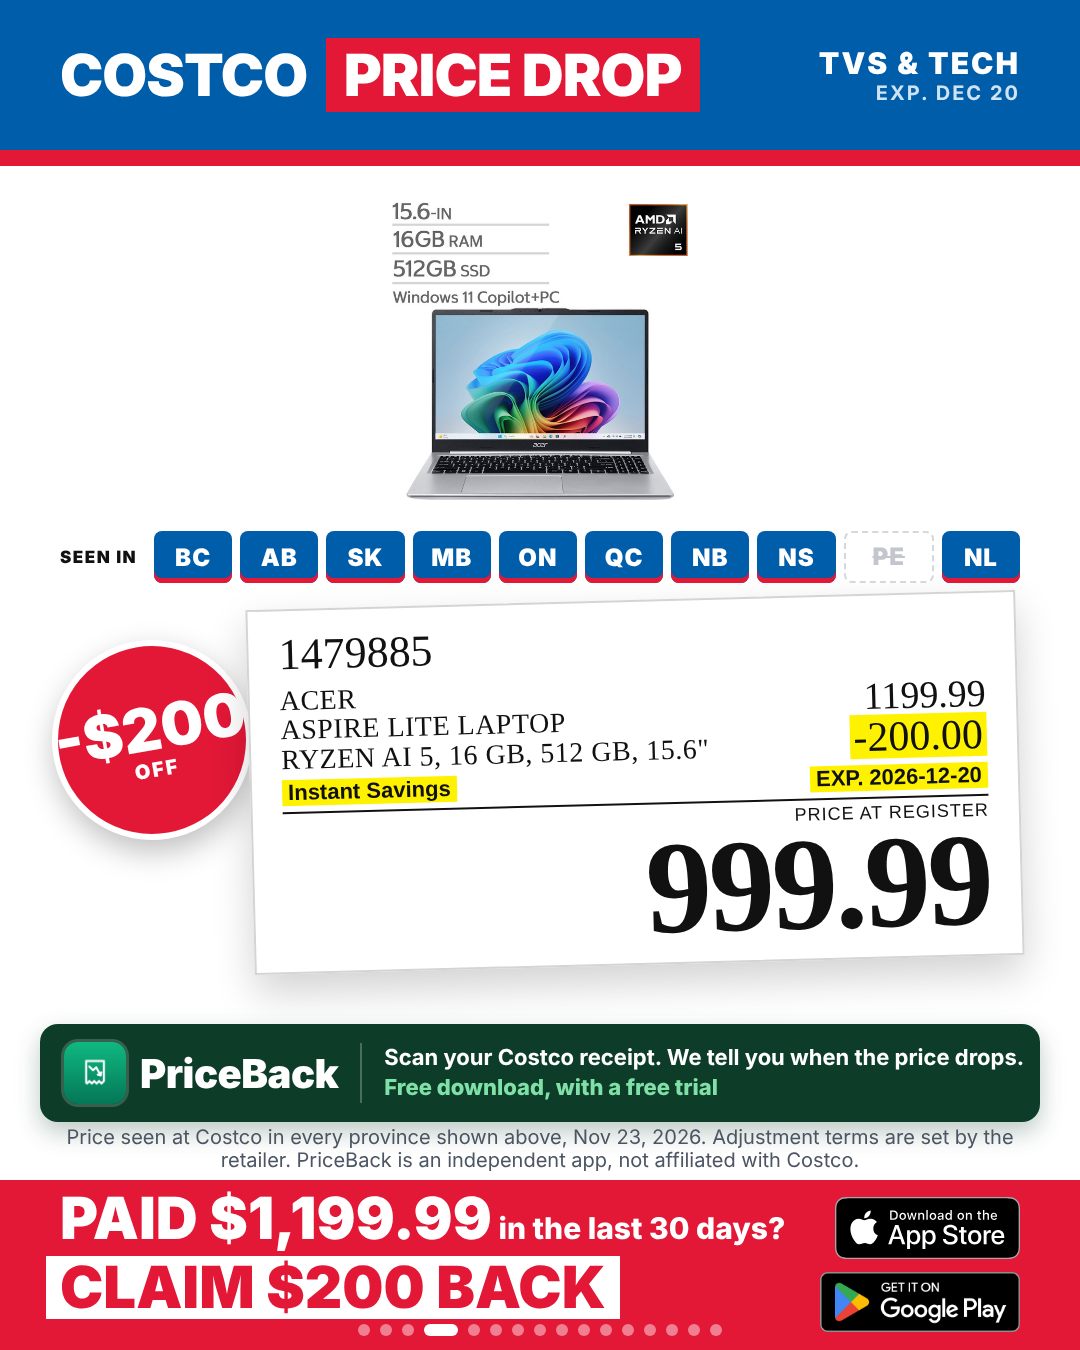 COSTCO PRICE DROP
TVS & TECH
EXP. DEC 20
15.6-IN
16GB RAM
512GB SSD
Windows 11 Copilot+PC
AMD
RYZEN AI
5
acer
SEEN IN BC AB SK MB ON QC NB NS PE NL
-$200
OFF
1479885
ACER
ASPIRE LITE LAPTOP
RYZEN AI 5, 16 GB, 512 GB, 15.6"
Instant Savings
1199.99
-200.00
EXP. 2026-12-20
PRICE AT REGISTER
999.99
PriceBack
Scan your Costco receipt. We tell you when the price drops.
Free download, with a free trial
Price seen at Costco in every province shown above, Nov 23, 2026. Adjustment terms are set by the
retailer. PriceBack is an independent app, not affiliated with Costco.
PAID $1,199.99 in the last 30 days?
CLAIM $200 BACK
Download on the
App Store
GET IT ON
Google Play